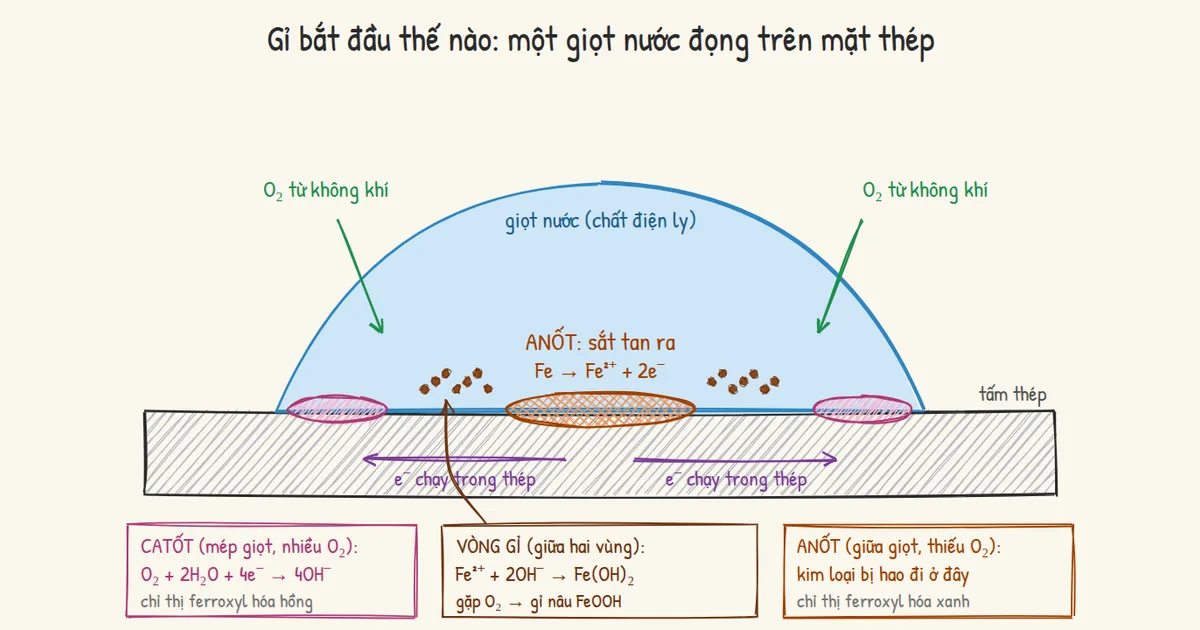 Gỉ bắt đầu thế nào: một giọt nước đọng trên mặt thép
O₂ từ không khí
O₂ từ không khí
giọt nước (chất điện ly)
ANỐT: sắt tan ra
Fe → Fe²⁺ + 2e⁻
tấm thép
e⁻ chạy trong thép
e⁻ chạy trong thép
CATỐT (mép giọt, nhiều O₂):
O₂ + 2H₂O + 4e⁻ → 4OH⁻
chỉ thị ferroxyl hóa hồng
VÒNG GỈ (giữa hai vùng):
Fe²⁺ + 2OH⁻ → Fe(OH)₂
gặp O₂ → gỉ nâu FeOOH
ANỐT (giữa giọt, thiếu O₂):
kim loại bị hao đi ở đây
chỉ thị ferroxyl hóa xanh